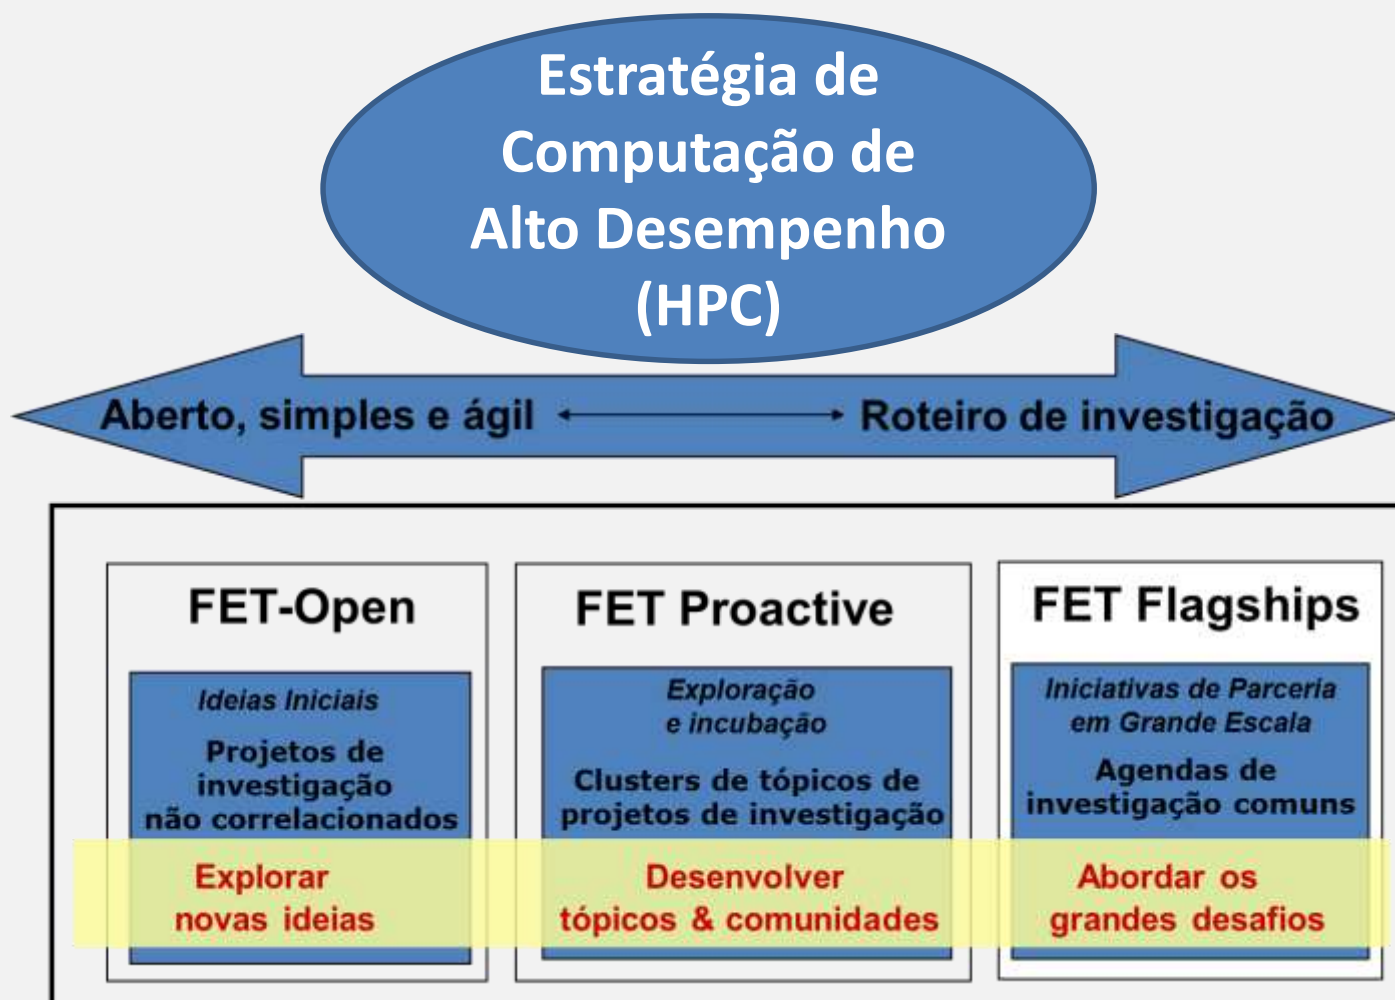 Estratégia de
Computação de
Alto Desempenho
(HPC)
Aberto, simples e ágil
Roteiro de investigação
FET-Open
Ideias Iniciais
Projetos de
investigação
não correlacionados
Explorar
novas ideias
FET Proactive
Exploração
e incubação
Clusters de tópicos de
projetos de investigação
Desenvolver
tópicos & comunidades
FET Flagships
Iniciativas de Parceria
em Grande Escala
Agendas de
investigação comuns
Abordar os
grandes desafios